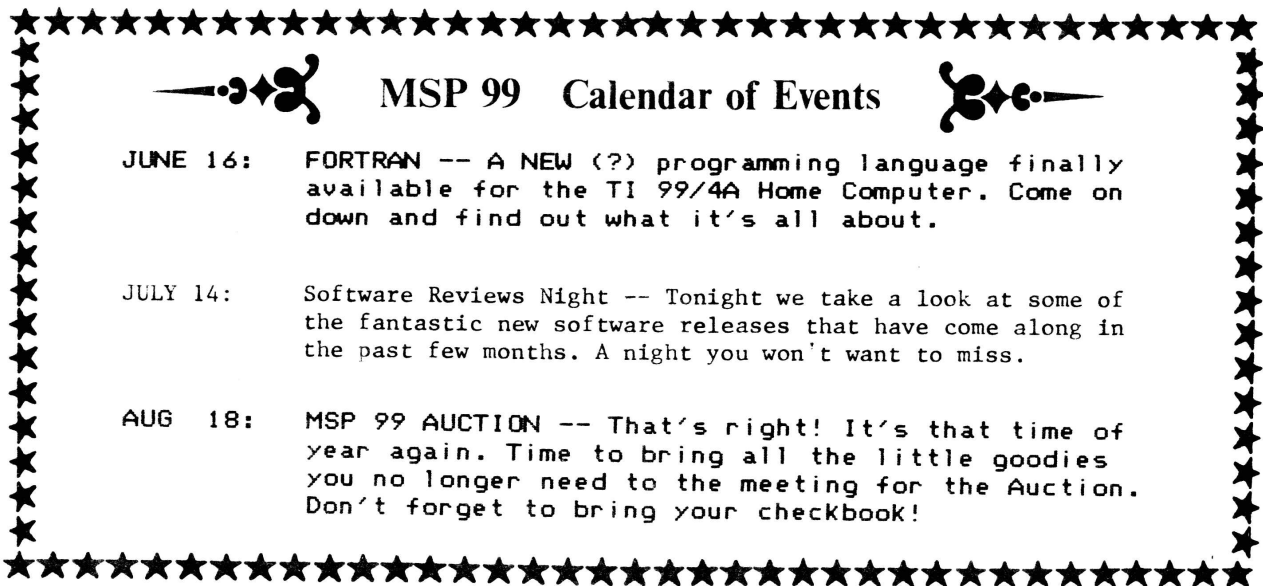 MSP 99 Calendar of Events
JUNE 16: FORTRAN -- A NEW (?) programming language finally
available for the TI 99/4A Home Computer. Come on
down and find out what it's all about.
JULY 14: Software Reviews Night -- Tonight we take a look at some of
the fantastic new software releases that have come along in
the past few months. A night you won't want to miss.
AUG 18: MSP 99 AUCTION -- That's right! It's that time of
year again. Time to bring all the little goodies
you no longer need to the meeting for the Auction.
Don't forget to bring your checkbook!